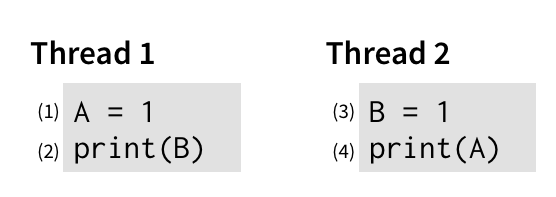 Thread 1
(1) A = 1
(2) print(B)
Thread 2
(3) B = 1
(4) print(A)